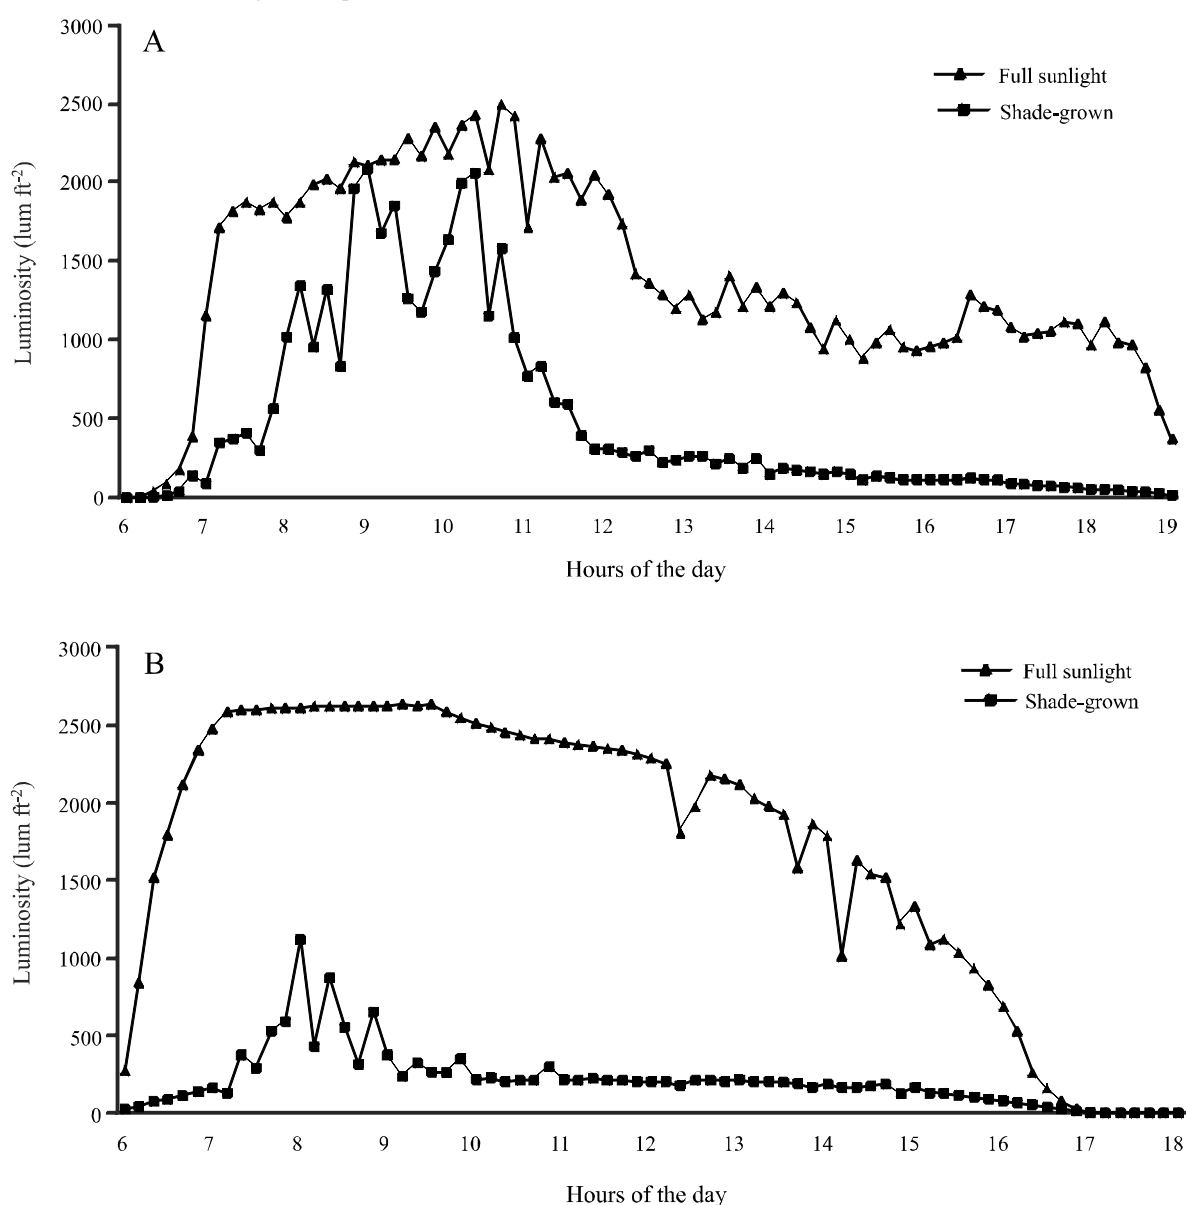 A
Full sunlight
Shade-grown
3000
2500
2000
1500
1000
500
0
Luminosity (lum ft-2)
6 7 8 9 10 11 12 13 14 15 16 17 18 19
Hours of the day
B
Full sunlight
Shade-grown
3000
2500
2000
1500
1000
500
0
Luminosity (lum ft-2)
6 7 8 9 10 11 12 13 14 15 16 17 18
Hours of the day